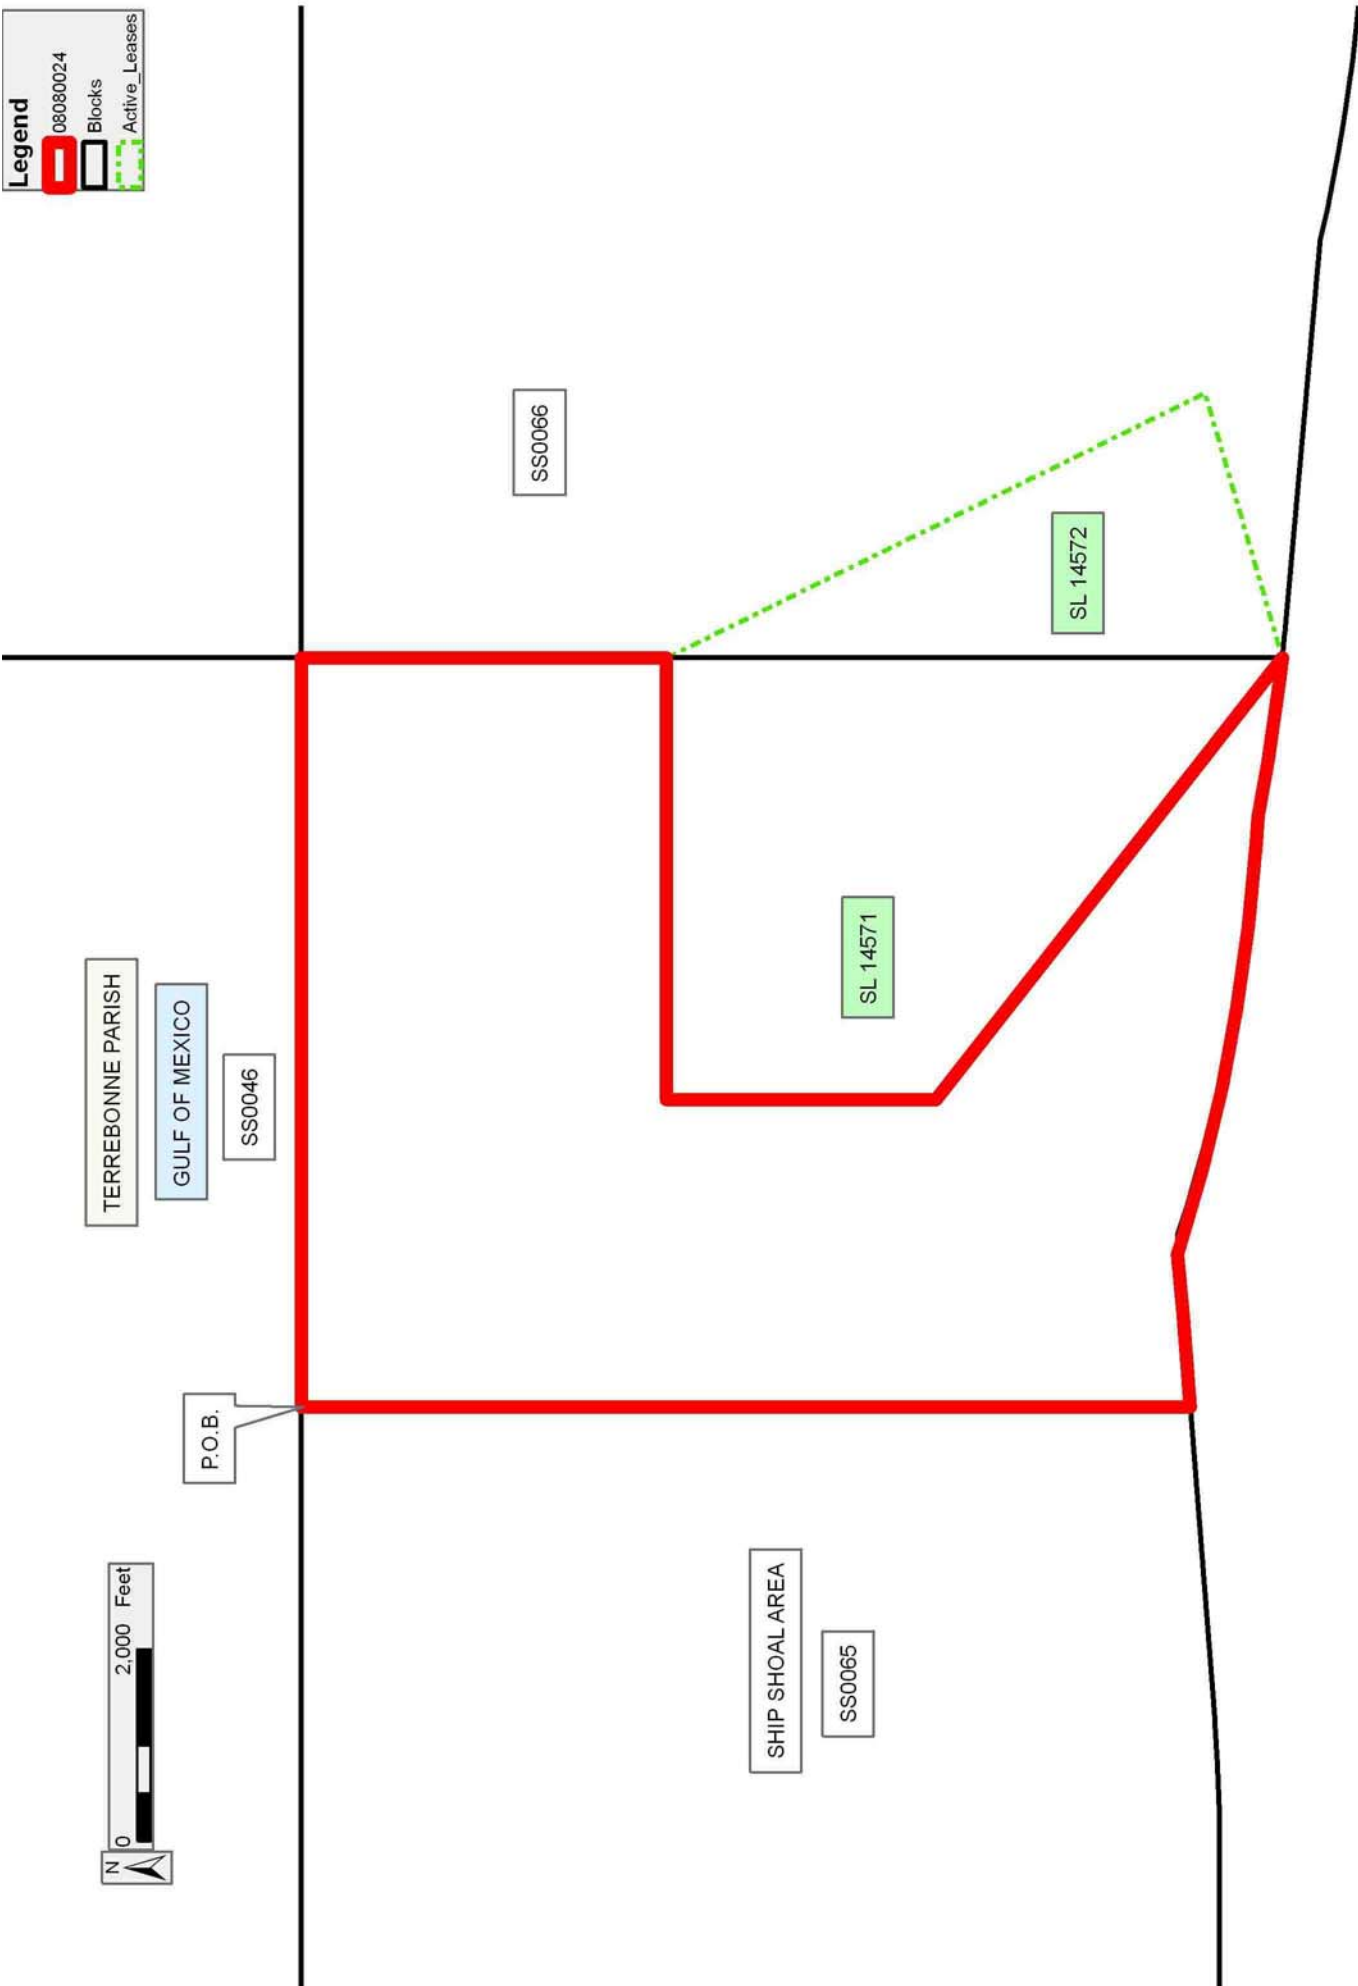 N
0 2,000 Feet
P.O.B.
TERREBONNE PARISH
GULF OF MEXICO
SS0046
Legend
08080024
Blocks
Active_Leases
SS0066
SHIP SHOAL AREA
SS0065
SL 14571
SL 14572